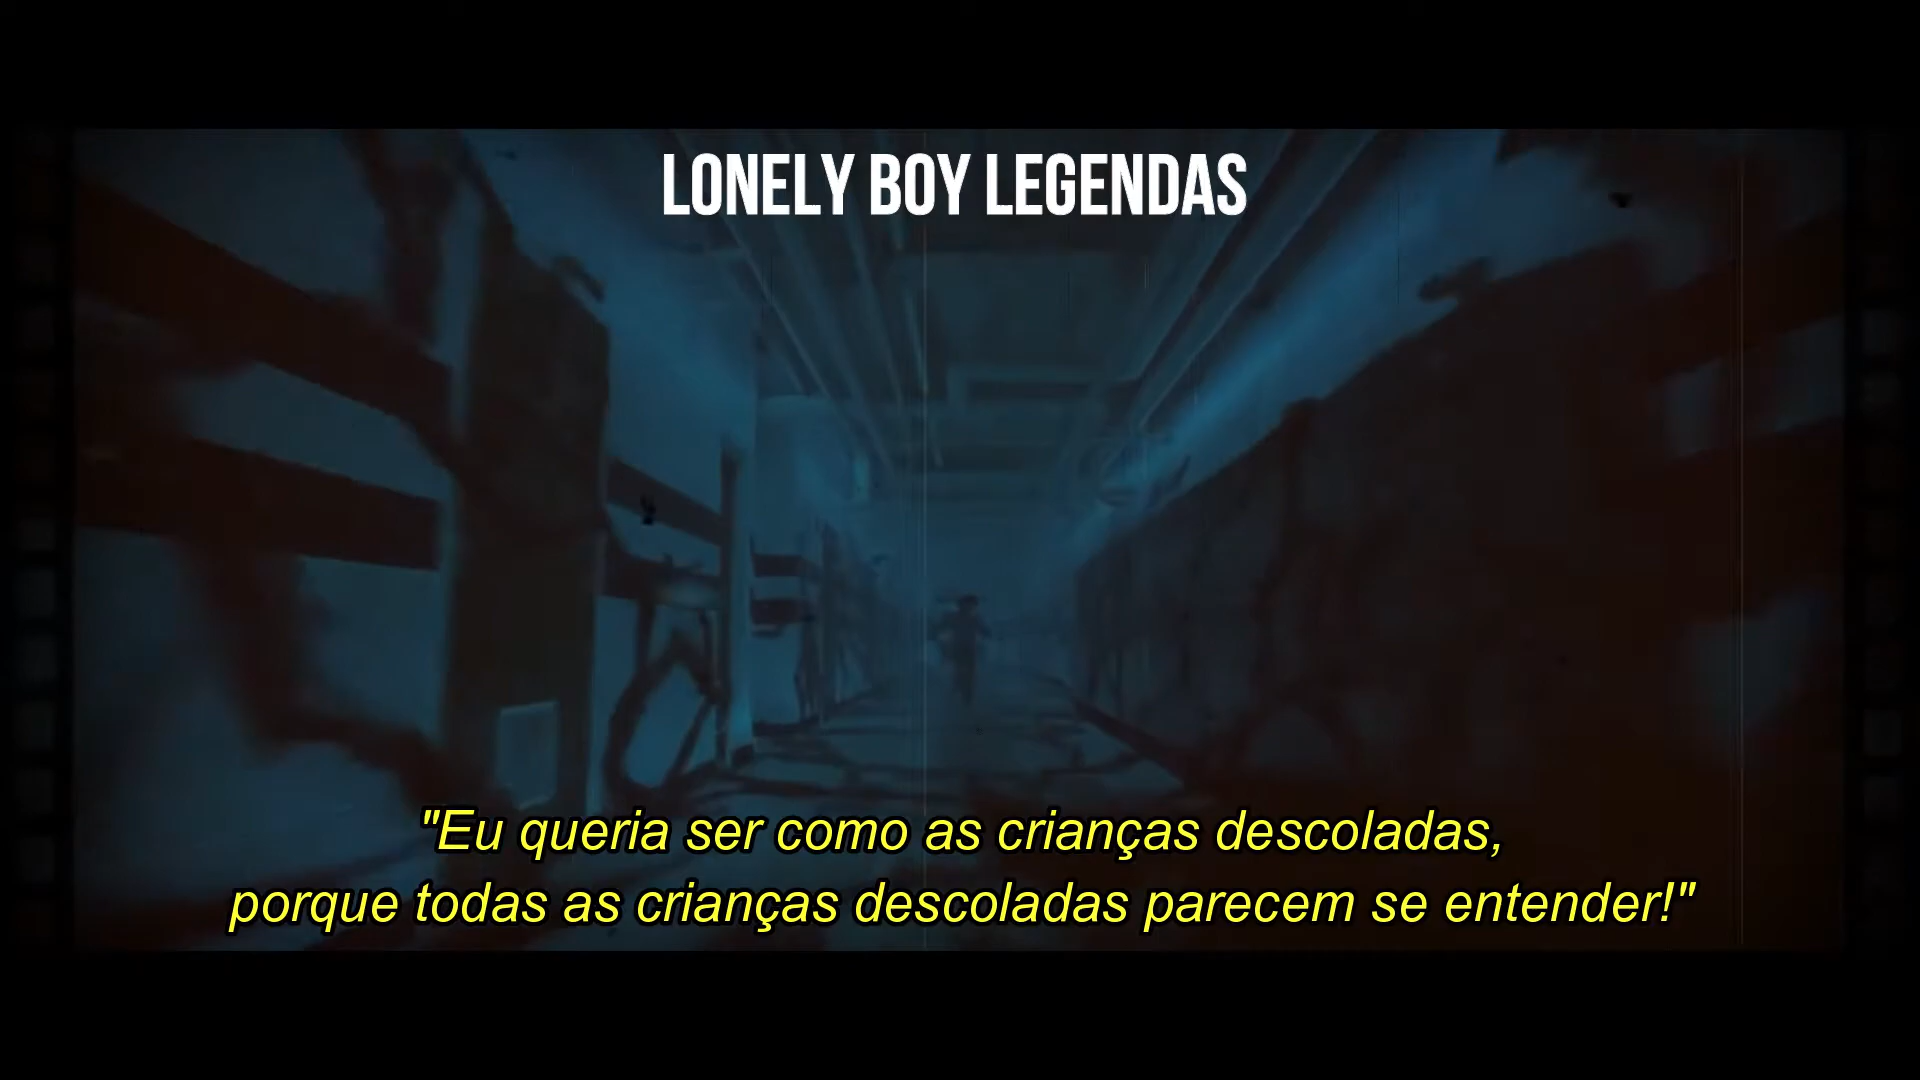 LONELY BOY LEGENDAS
"Eu queria ser como as crianças descoladas,
porque todas as crianças descoladas parecem se entender!"